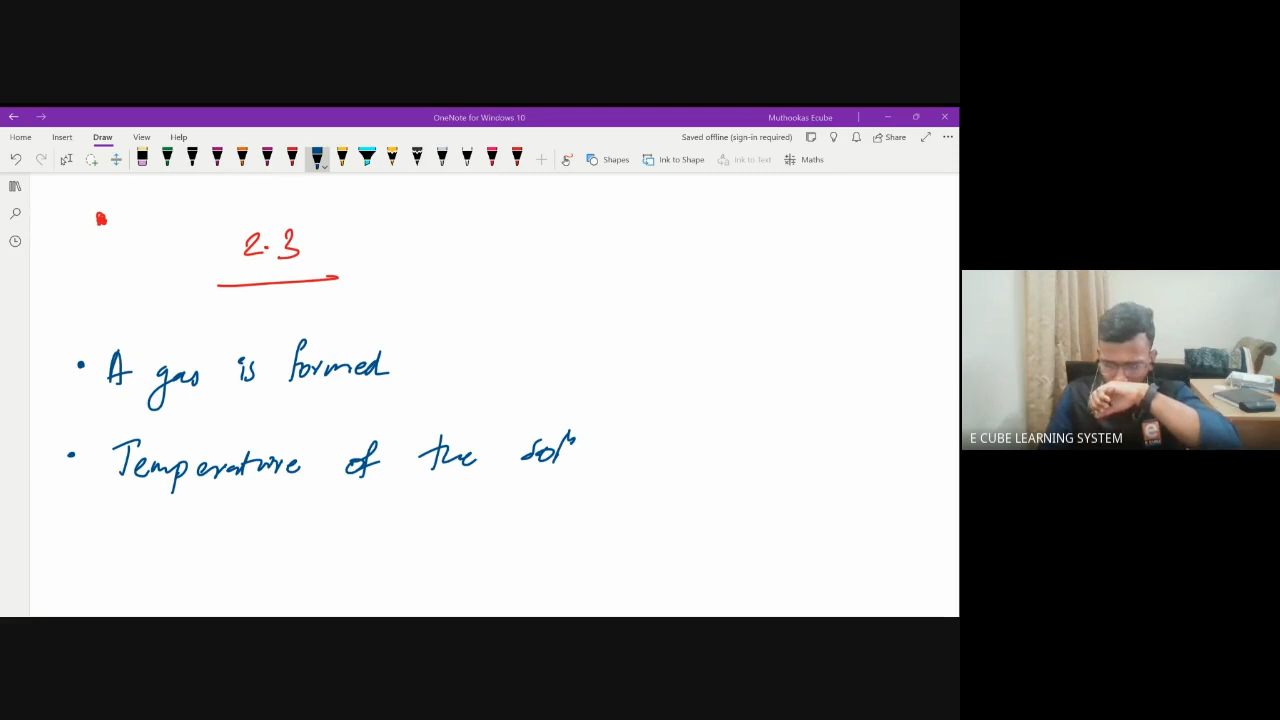 OneNote for Windows 10
Muthookas Ecube
Home Insert Draw View Help
Saved offline (sign-in required)
Share
Shapes
Ink to Shape
Ink to Text
Maths
2.3
• A gas is formed
• Temperature of the solⁿ
E CUBE LEARNING SYSTEM